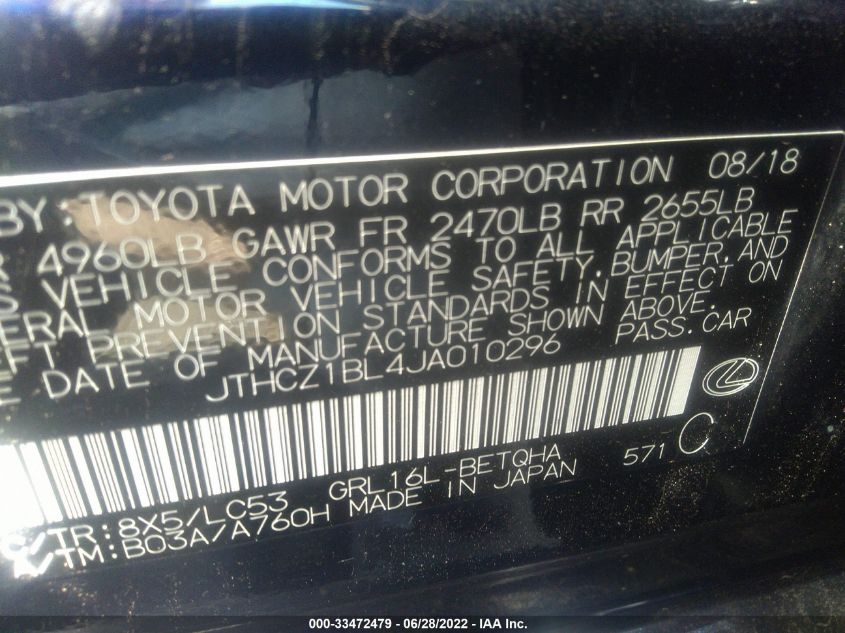 BY: TOYOTA MOTOR CORPORATION 08/18
4960LB GAWR FR 2470LB RR 2655LB
VEHICLE CONFORMS TO ALL APPLICABLE
ERAL MOTOR VEHICLE SAFETY, BUMPER, AND
EFT PREVENTION STANDARDS IN EFFECT ON
DATE OF MANUFACTURE SHOWN ABOVE.
JTHCZ1BL4JA010296 PASS. CAR
571 C
TR: 8X5/LC53 GRL16L-BETQHA
TM: B03A/A760H MADE IN JAPAN
000-33472479 - 06/28/2022 - IAA Inc.